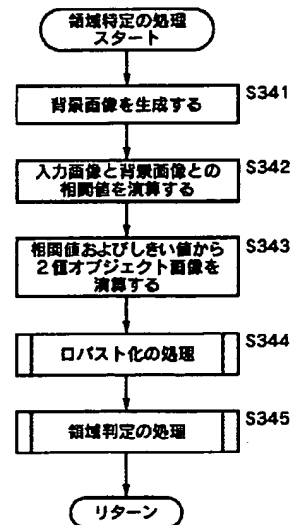 領域特定の処理
スタート
S341
背景画像を生成する
S342
入力画像と背景画像との
相関値を演算する
S343
相関値およびしきい値から
2値オブジェクト画像を
演算する
S344
ロバスト化の処理
S345
領域判定の処理
リターン